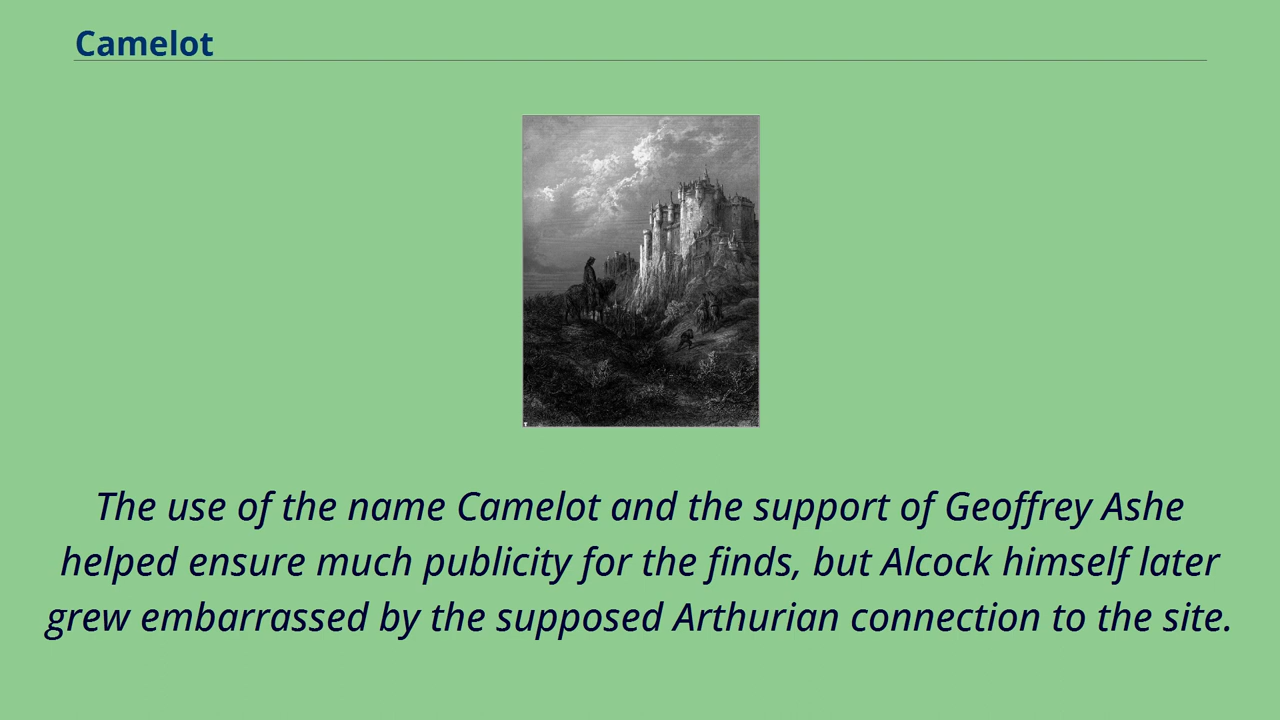 Camelot
The use of the name Camelot and the support of Geoffrey Ashe
helped ensure much publicity for the finds, but Alcock himself later
grew embarrassed by the supposed Arthurian connection to the site.